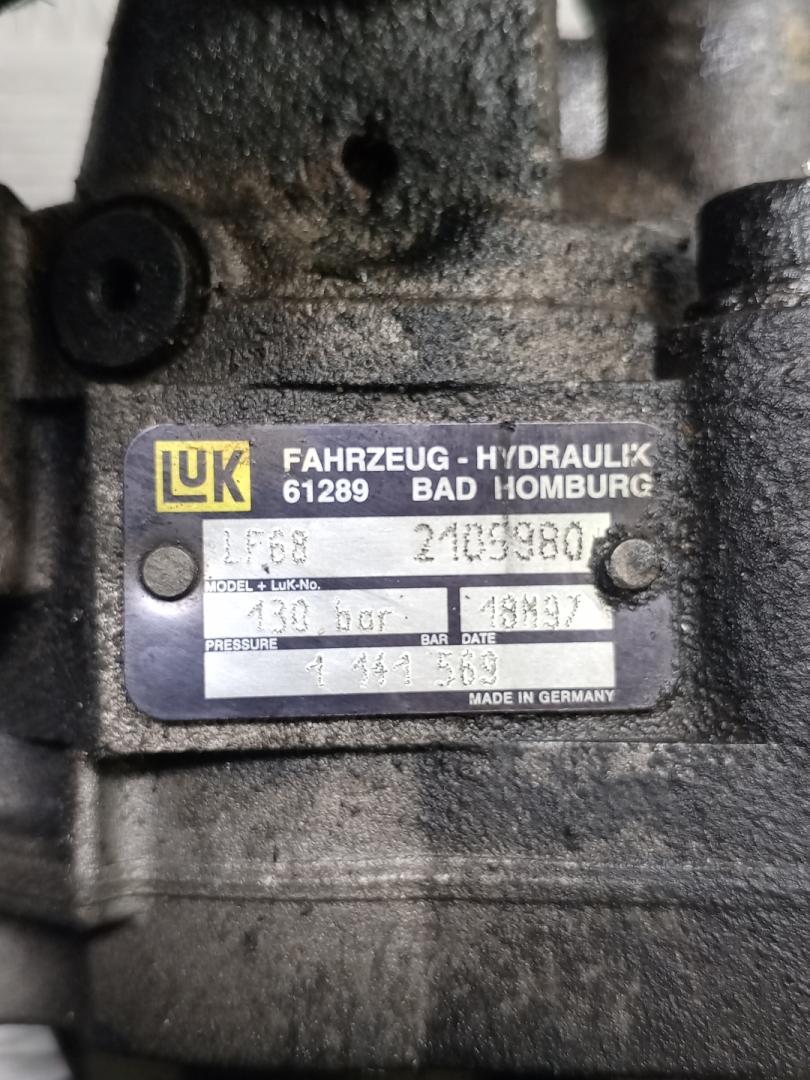 LUK
FAHRZEUG - HYDRAULIK
61289 BAD HOMBURG
LF68 2105980
MODEL + LuK-No.
130 bar 18M97
PRESSURE BAR DATE
1 141 569
MADE IN GERMANY